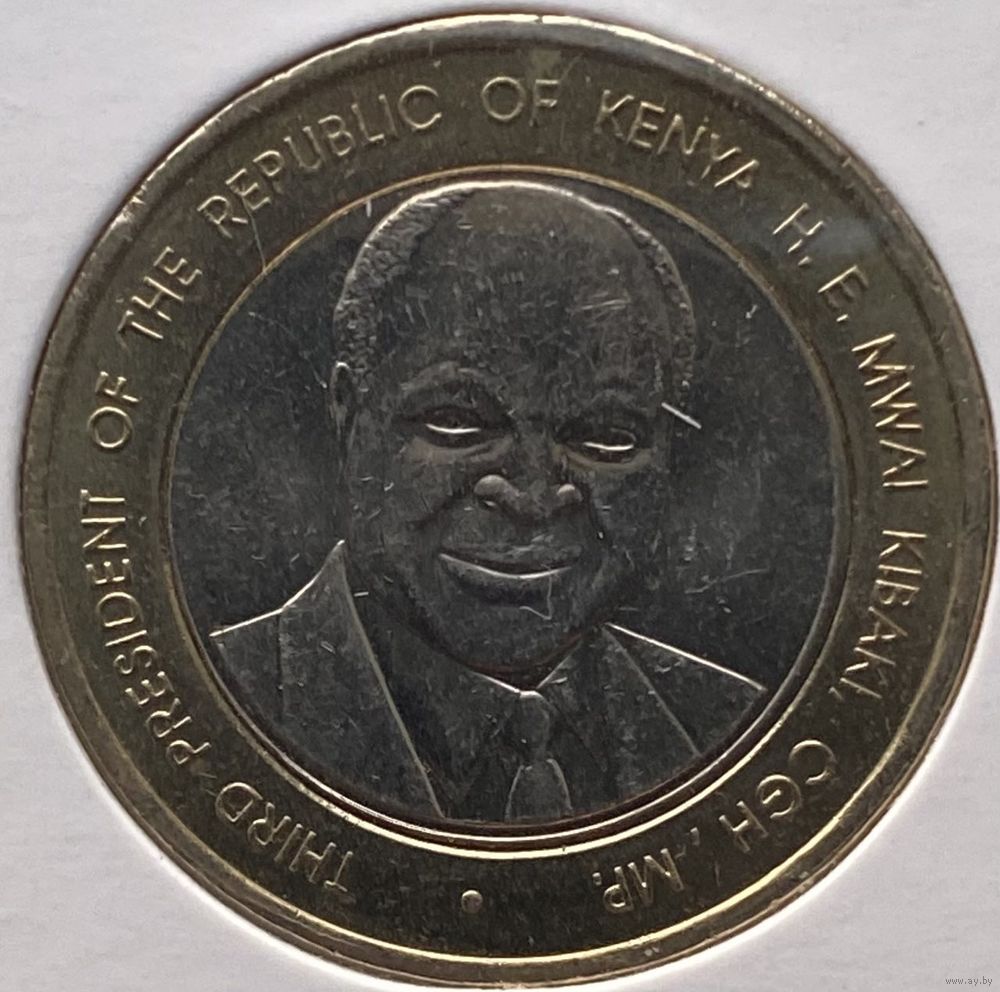 THIRD PRESIDENT OF THE REPUBLIC OF KENYA H. E. MWAI KIBAKI, CGH, MP.
www.ay.by